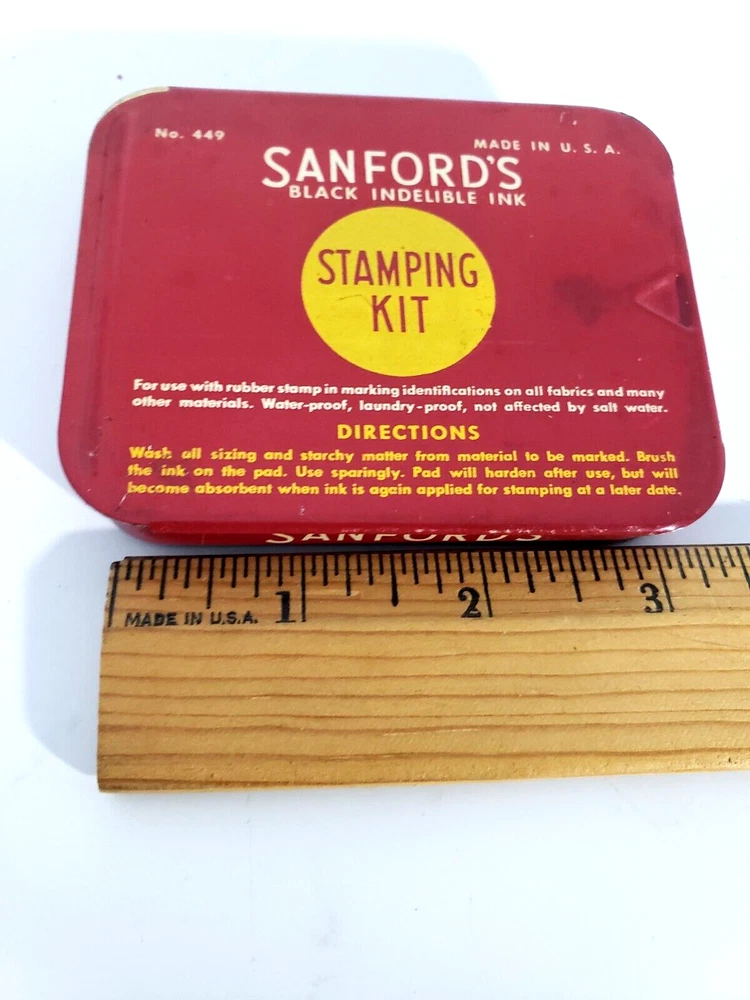 No. 449
MADE IN U. S. A.
SANFORD'S
BLACK INDELIBLE INK
STAMPING
KIT
For use with rubber stamp in marking identifications on all fabrics and many
other materials. Water-proof, laundry-proof, not affected by salt water.
DIRECTIONS
Wash all sizing and starchy matter from material to be marked. Brush
the ink on the pad. Use sparingly. Pad will harden after use, but will
become absorbent when ink is again applied for stamping at a later date.
SANFORD'S
1 2 3
MADE IN U.S.A.